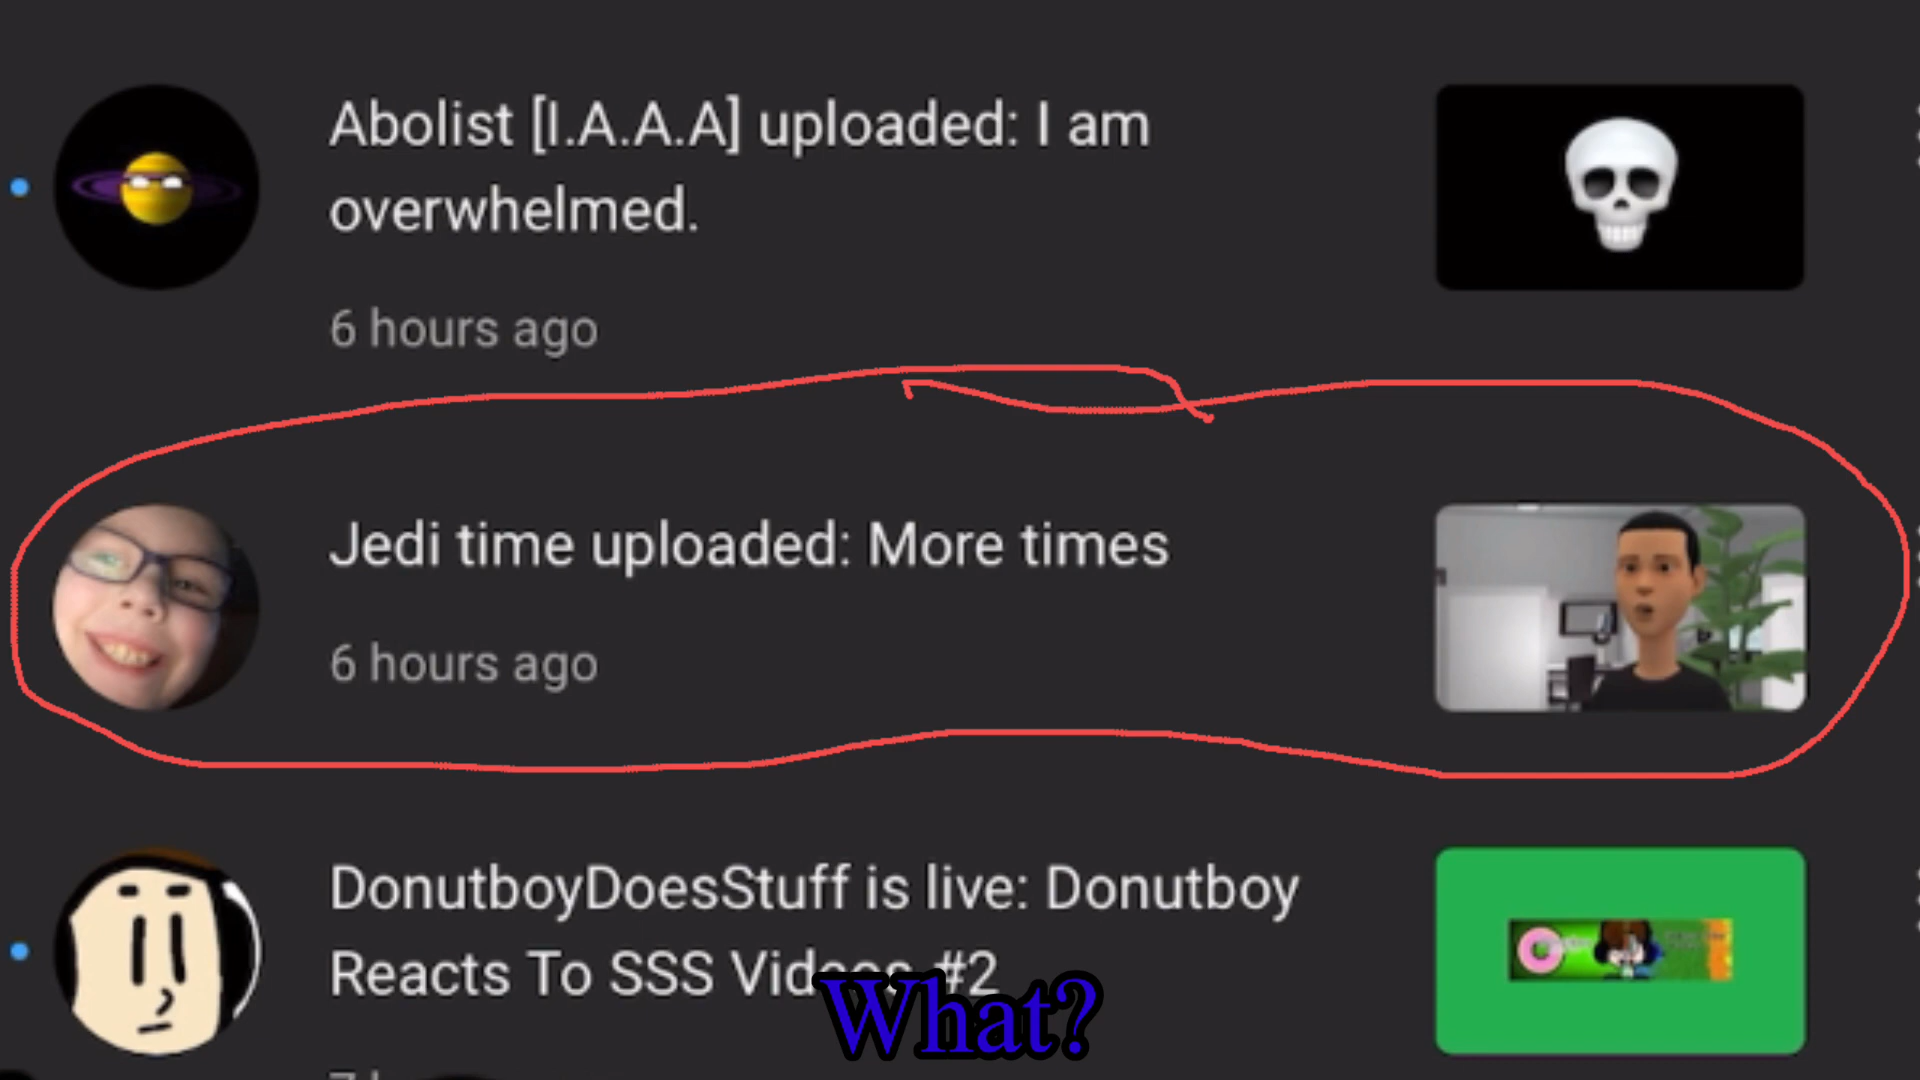 Abolist [I.A.A.A] uploaded: I am
overwhelmed.
6 hours ago
Jedi time uploaded: More times
6 hours ago
DonutboyDoesStuff is live: Donutboy
Reacts To SSS Videos #2
What?